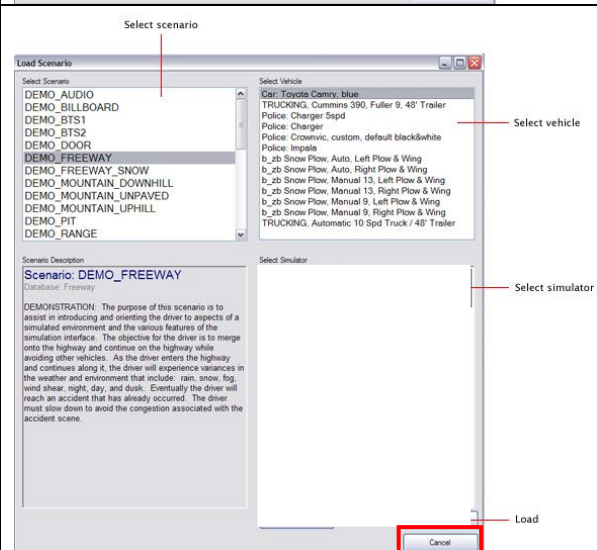 Select scenario
Load Scenario
Select Scenario
DEMO_AUDIO
DEMO_BILLBOARD
DEMO_BTS1
DEMO_BTS2
DEMO_DOOR
DEMO_FREEWAY
DEMO_FREEWAY_SNOW
DEMO_MOUNTAIN_DOWNHILL
DEMO_MOUNTAIN_UNPAVED
DEMO_MOUNTAIN_UPHILL
DEMO_PIT
DEMO_RANGE
Select Vehicle
Car: Toyota Camry, blue
TRUCKING, Cummins 390, Fuller 9, 48' Trailer
Police: Charger 5spd
Police: Charger
Police: Crownvic, custom, default black&white
Police: Impala
b_zb Snow Plow, Auto, Left Plow & Wing
b_zb Snow Plow, Auto, Right Plow & Wing
b_zb Snow Plow, Manual 13, Left Plow & Wing
b_zb Snow Plow, Manual 13, Right Plow & Wing
b_zb Snow Plow, Manual 9, Left Plow & Wing
b_zb Snow Plow, Manual 9, Right Plow & Wing
TRUCKING, Automatic 10 Spd Truck / 48' Trailer
Select vehicle
Scenario Description
Scenario: DEMO_FREEWAY
Database: Freeway
DEMONSTRATION: The purpose of this scenario is to
assist in introducing and orienting the driver to aspects of a
simulated environment and the various features of the
simulation interface. The objective for the driver is to merge
onto the highway and continue on the highway while
avoiding other vehicles. As the driver enters the highway
and continues along it, the driver will experience variances in
the weather and environment that include: rain, snow, fog,
wind shear, night, day, and dusk. Eventually the driver will
reach an accident that has already occurred. The driver
must slow down to avoid the congestion associated with the
accident scene.
Select Simulator
Select simulator
Load
Cancel